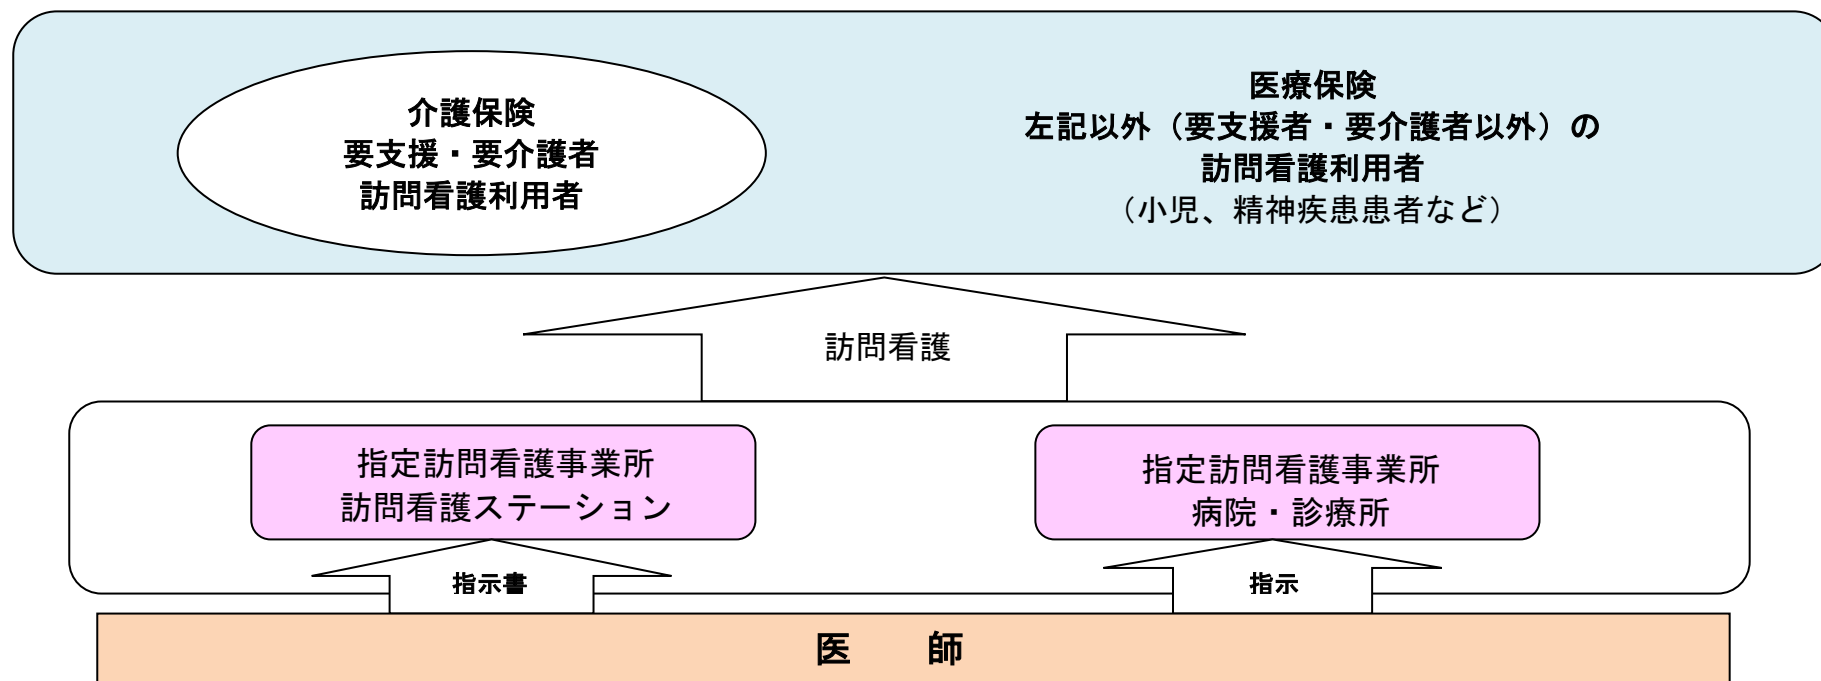 介護保険
要支援・要介護者
訪問看護利用者
医療保険
左記以外（要支援者・要介護者以外）の
訪問看護利用者
（小児、精神疾患患者など）
訪問看護
指定訪問看護事業所
訪問看護ステーション
指定訪問看護事業所
病院・診療所
指示書
指示
医　　師